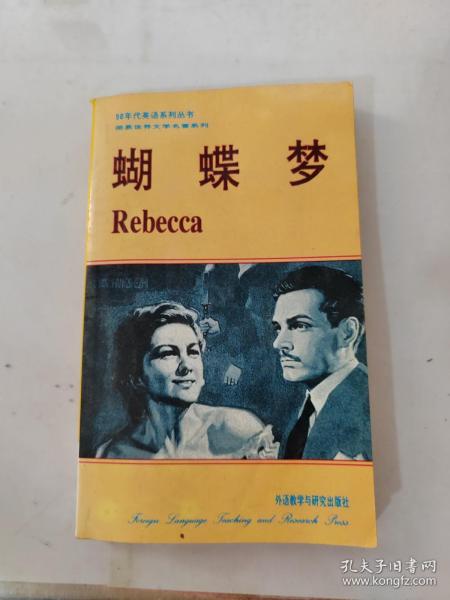 90年代英语系列丛书
简易世界文学名著系列
蝴蝶梦
Rebecca
外语教学与研究出版社
Foreign Language Teaching and Research Press
孔夫子旧书网
www.kongfz.com